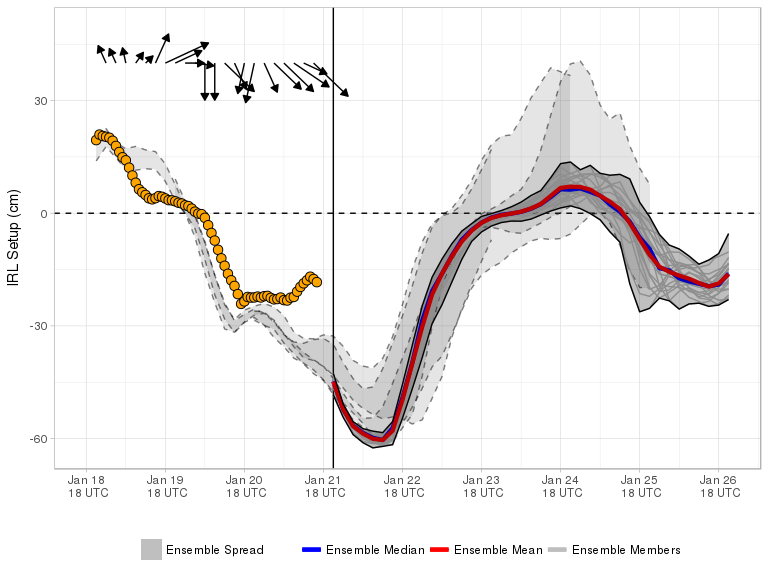 IRL Setup (cm)
30
0
-30
-60
Jan 18 Jan 19 Jan 20 Jan 21 Jan 22 Jan 23 Jan 24 Jan 25 Jan 26
18 UTC 18 UTC 18 UTC 18 UTC 18 UTC 18 UTC 18 UTC 18 UTC 18 UTC
Ensemble Spread Ensemble Median Ensemble Mean Ensemble Members